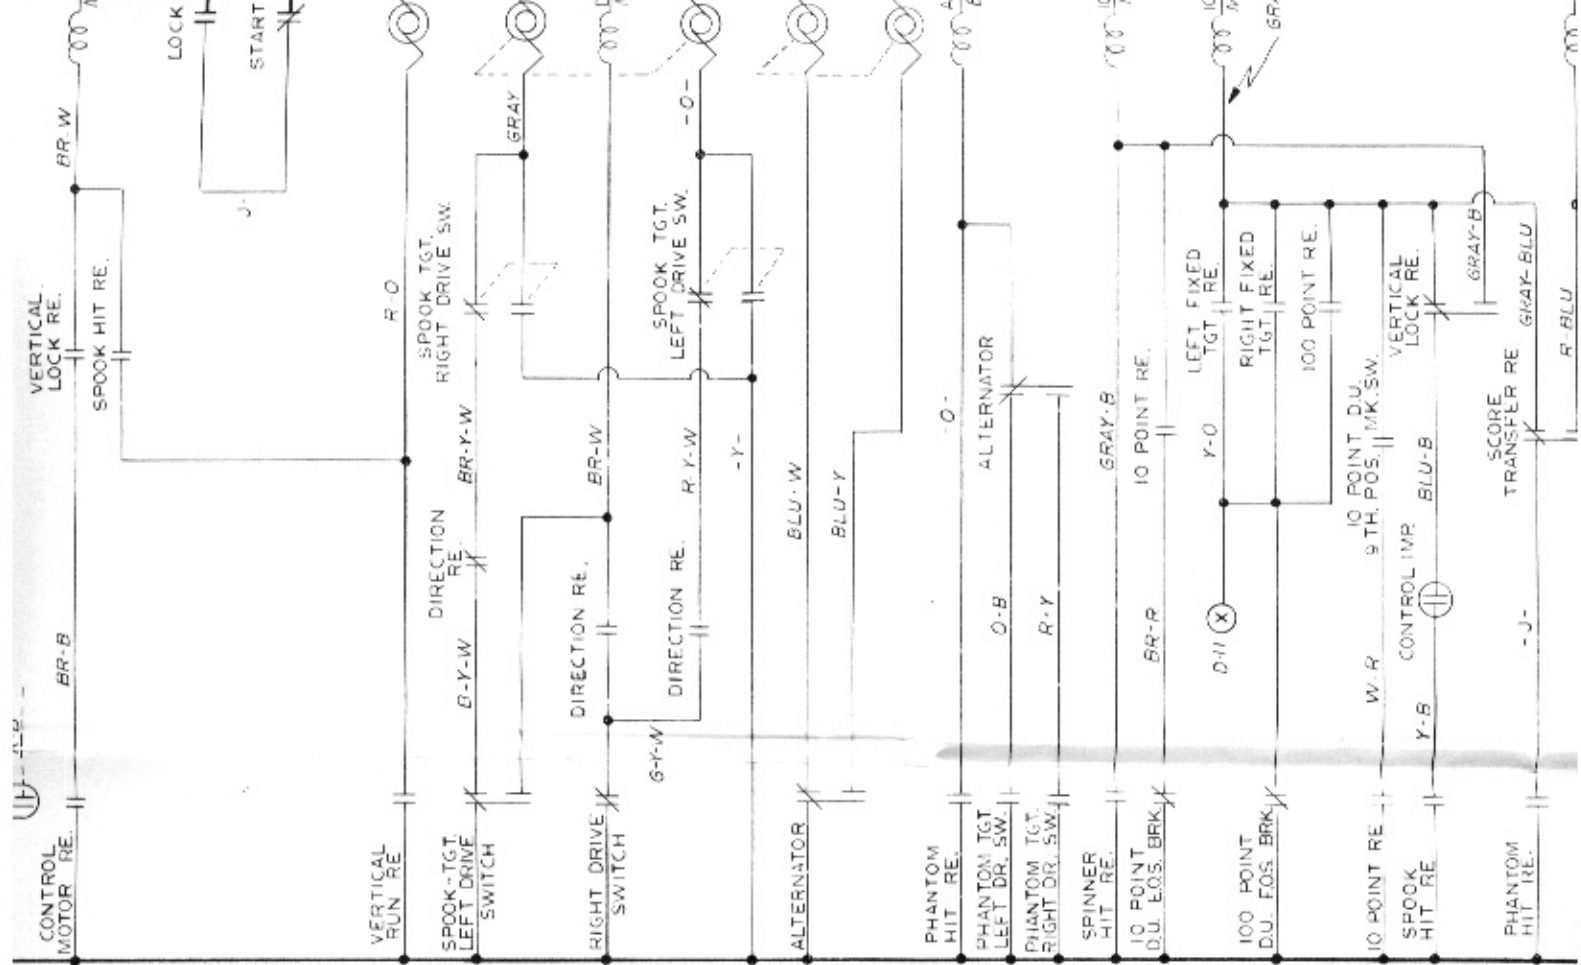 LOCK
START
BR-W
VERTICAL
LOCK RE.
SPOOK HIT RE.
J-
BR-B
CONTROL
MOTOR RE.
R-O
VERTICAL
RUN RE
GRAY
SPOOK TGT.
RIGHT DRIVE SW.
BR-Y-W
DIRECTION
RE.
B-Y-W
SPOOK-TGT.
LEFT DRIVE
SWITCH
BR-W
DIRECTION RE.
RIGHT DRIVE
SWITCH
-O-
SPOOK TGT.
LEFT DRIVE SW.
R-Y-W
-Y-
DIRECTION RE.
G-Y-W
BLU-W
BLU-Y
ALTERNATOR
-O-
ALTERNATOR
O-B
R-Y
PHANTOM
HIT RE.
PHANTOM TGT.
LEFT DR. SW.
PHANTOM TGT.
RIGHT DR. SW.
GRAY-B
SPINNER
HIT RE.
10 POINT RE.
BR-R
10 POINT
D.U. E.O.S. BRK.
LEFT FIXED
TGT RE.
RIGHT FIXED
TGT RE.
100 POINT RE.
Y-O
D-11
X
100 POINT
D.U. E.O.S. BRK.
10 POINT D.U.
9 TH. POS. MK. SW.
W-R
10 POINT RE
VERTICAL
LOCK RE.
GRAY-B
BLU-B
CONTROL IMP.
Y-B
SPOOK
HIT RE.
GRAY-BLU
SCORE
TRANSFER RE.
-J-
PHANTOM
HIT RE.
R-BLU